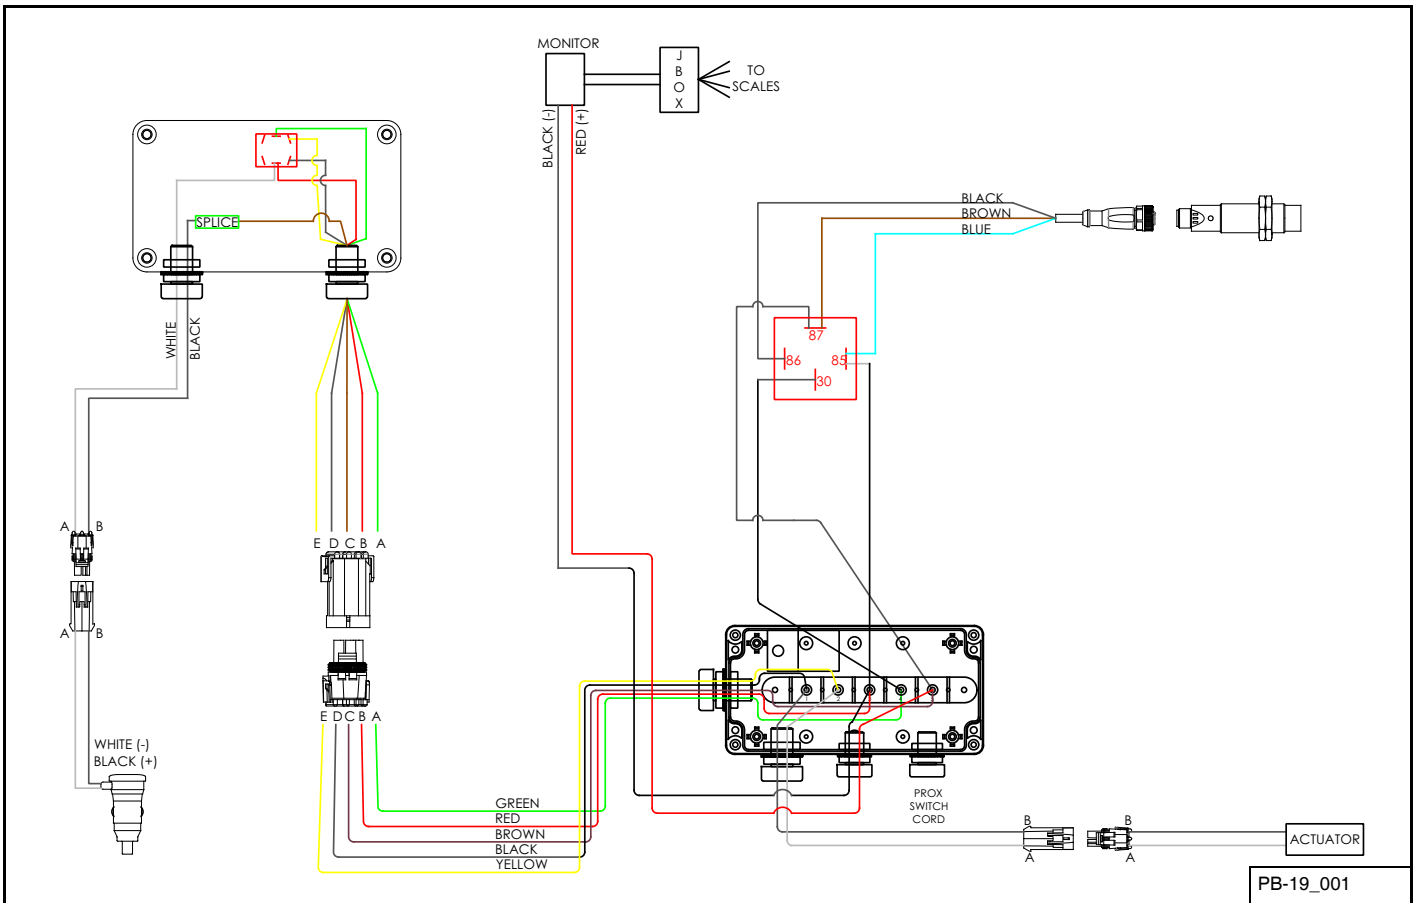 MONITOR
J
B
O
X
TO
SCALES
BLACK (-)
RED (+)
SPLICE
BLACK
BROWN
BLUE
87
86
85
30
WHITE
BLACK
A
B
E D C B A
A
B
E D C B A
WHITE (-)
BLACK (+)
GREEN
RED
BROWN
BLACK
YELLOW
PROX
SWITCH
CORD
B
A
B
A
ACTUATOR
PB-19_001